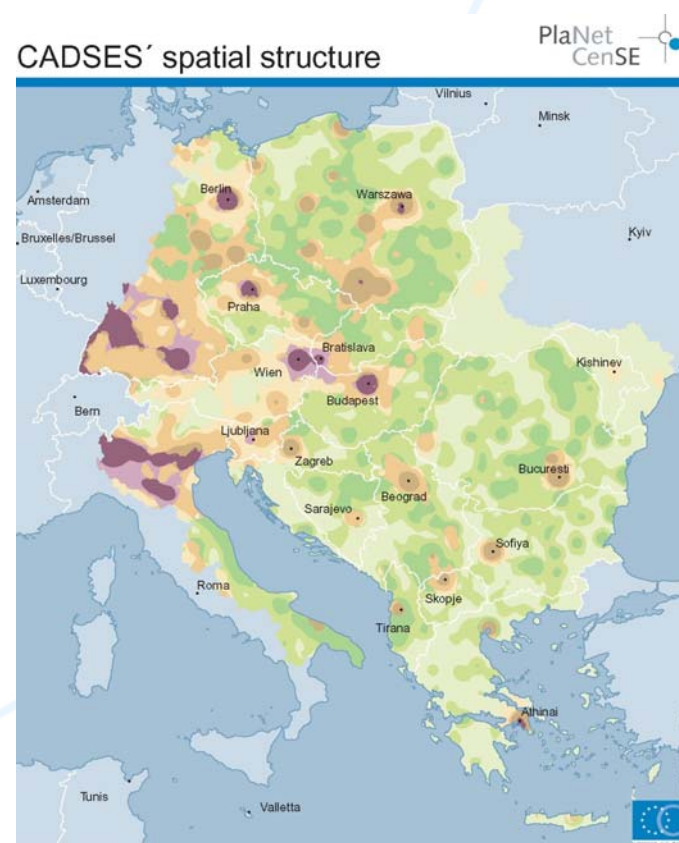 PlaNet
CenSE
CADSES´ spatial structure
Vilnius
Minsk
Amsterdam
Berlin
Warszawa
Bruxelles/Brussel
Kyiv
Luxembourg
Praha
Bratislava
Wien
Kishinev
Bern
Budapest
Ljubljana
Zagreb
Bucuresti
Beograd
Sarajevo
Sofiya
Roma
Skopje
Tirana
Athinai
Tunis
Valletta